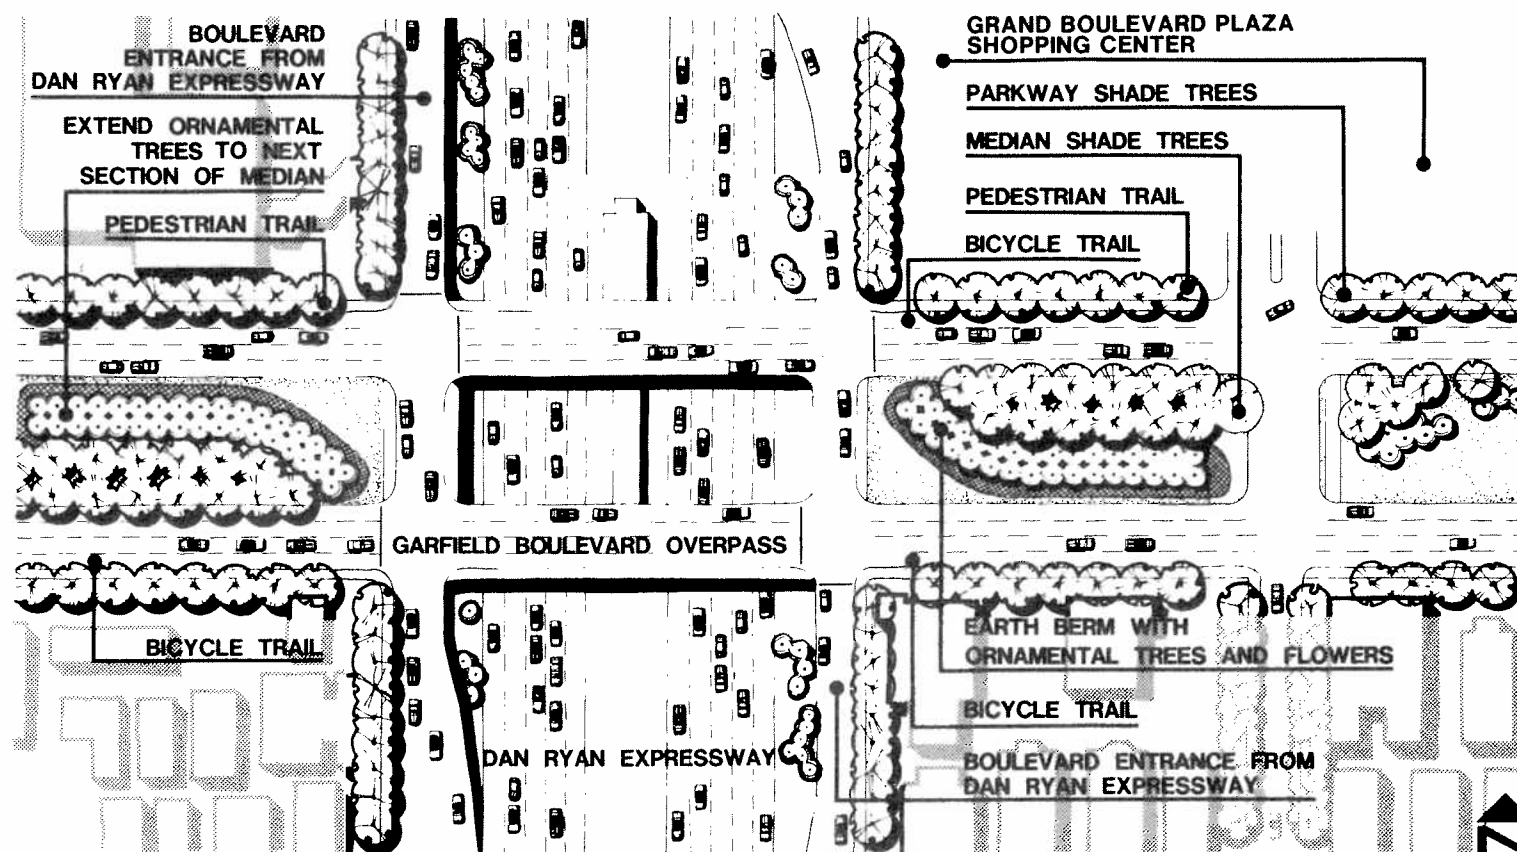 BOULEVARD
ENTRANCE FROM
DAN RYAN EXPRESSWAY
EXTEND ORNAMENTAL
TREES TO NEXT
SECTION OF MEDIAN
PEDESTRIAN TRAIL
GRAND BOULEVARD PLAZA
SHOPPING CENTER
PARKWAY SHADE TREES
MEDIAN SHADE TREES
PEDESTRIAN TRAIL
BICYCLE TRAIL
GARFIELD BOULEVARD OVERPASS
BICYCLE TRAIL
DAN RYAN EXPRESSWAY
EARTH BERM WITH
ORNAMENTAL TREES AND FLOWERS
BICYCLE TRAIL
BOULEVARD ENTRANCE FROM
DAN RYAN EXPRESSWAY